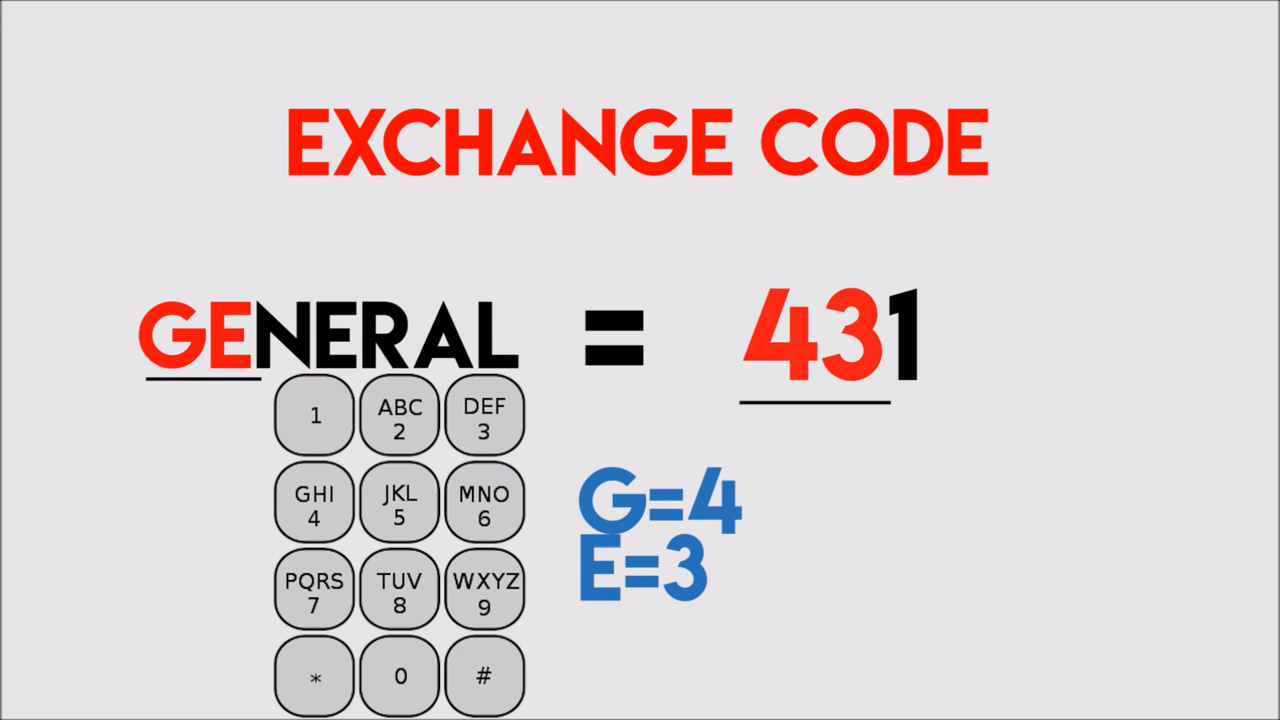 EXCHANGE CODE
GENERAL = 431
1 ABC DEF
2 3
GHI JKL MNO
4 5 6
G=4
E=3
PQRS TUV WXYZ
7 8 9
* 0 #